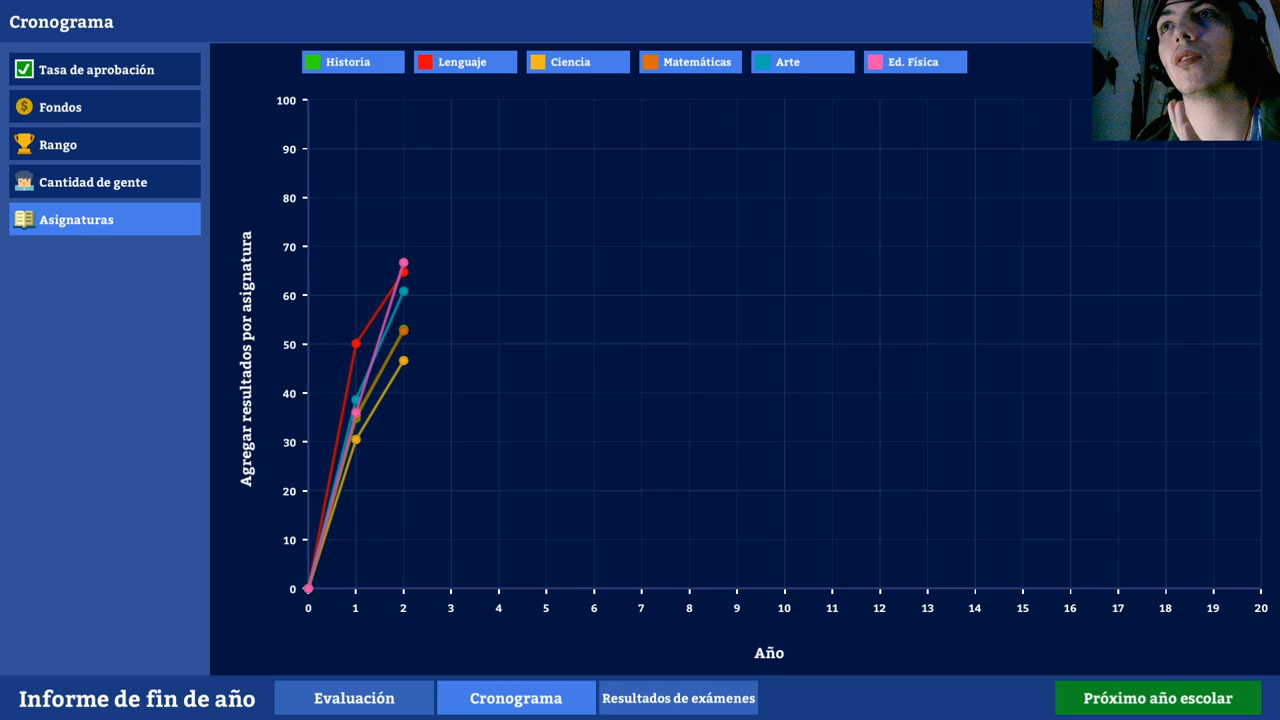 Cronograma
Tasa de aprobación
Fondos
Rango
Cantidad de gente
Asignaturas
Historia
Lenguaje
Ciencia
Matemáticas
Arte
Ed. Física
Agregar resultados por asignatura
100
90
80
70
60
50
40
30
20
10
0
0 1 2 3 4 5 6 7 8 9 10 11 12 13 14 15 16 17 18 19 20
Año
Informe de fin de año
Evaluación
Cronograma
Resultados de exámenes
Próximo año escolar